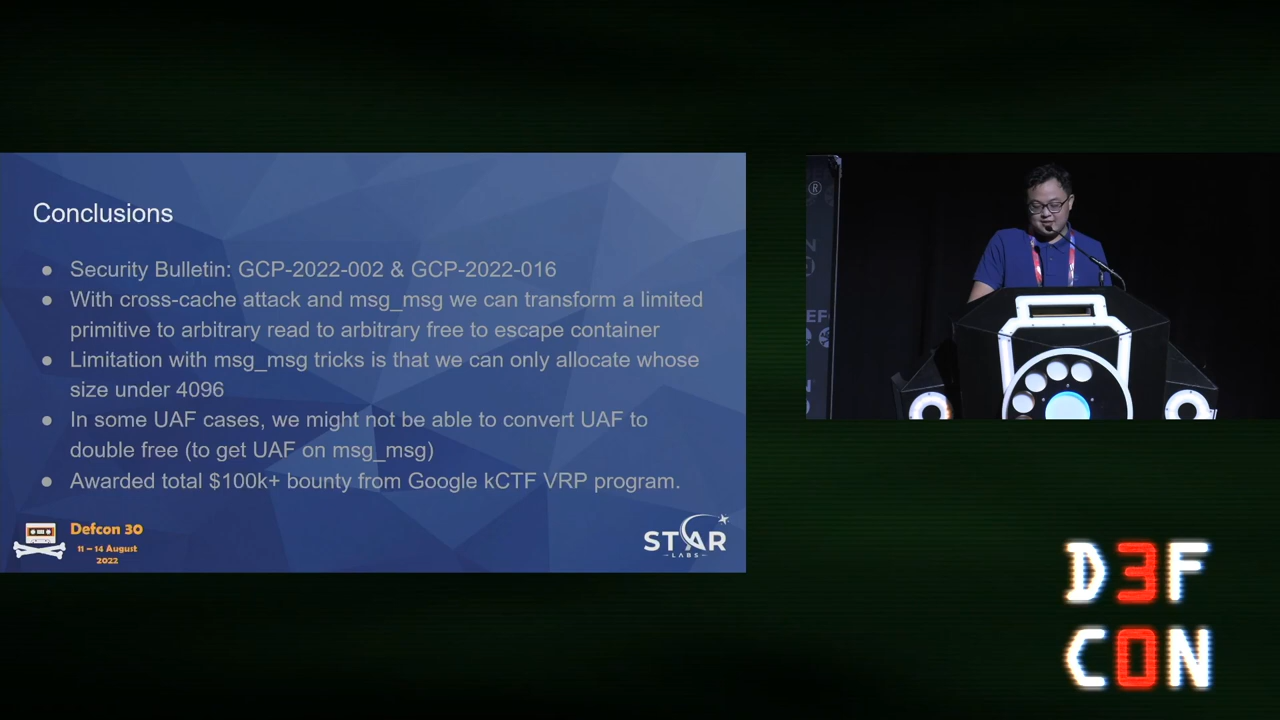 Conclusions
● Security Bulletin: GCP-2022-002 & GCP-2022-016
● With cross-cache attack and msg_msg we can transform a limited
primitive to arbitrary read to arbitrary free to escape container
● Limitation with msg_msg tricks is that we can only allocate whose
size under 4096
● In some UAF cases, we might not be able to convert UAF to
double free (to get UAF on msg_msg)
● Awarded total $100k+ bounty from Google kCTF VRP program.
Defcon 30
11 – 14 August
2022
STAR
LABS
®
D3F
C0N